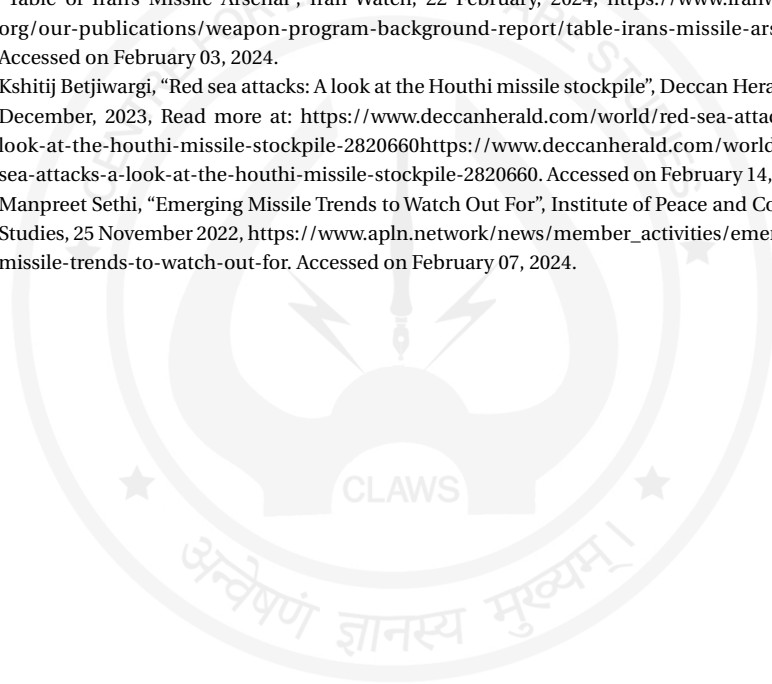 Table of Iran's Missile Arsenal", Iran Watch, 22 February, 2024, https://www.iranw
org/our-publications/weapon-program-background-report/table-irans-missile-ars
Accessed on February 03, 2024.
Kshitij Betjiwargi, “Red sea attacks: A look at the Houthi missile stockpile”, Deccan Hera
December, 2023, Read more at: https://www.deccanherald.com/world/red-sea-attac
look-at-the-houthi-missile-stockpile-2820660https://www.deccanherald.com/world
sea-attacks-a-look-at-the-houthi-missile-stockpile-2820660. Accessed on February 14,
Manpreet Sethi, “Emerging Missile Trends to Watch Out For”, Institute of Peace and Co
Studies, 25 November 2022, https://www.apln.network/news/member_activities/emer
missile-trends-to-watch-out-for. Accessed on February 07, 2024.
CENTRE FOR
ARE STUDIES
CLAWS
अन्वेषणं ज्ञानस्य मुख्यम्।